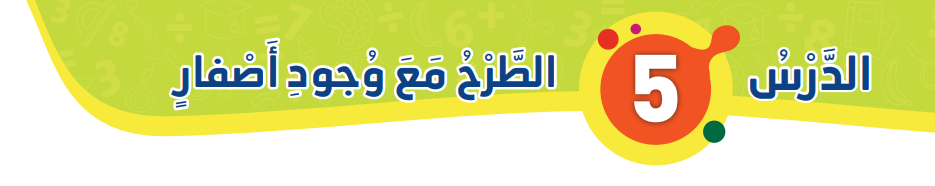 الدَّرْسُ 5 الطَّرْحُ مَعَ وُجودِ أَصْفارٍ